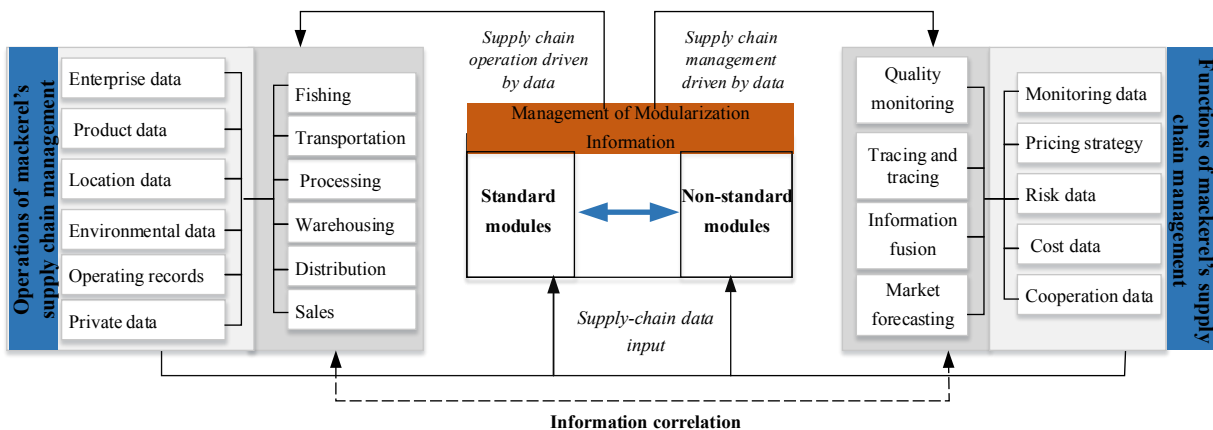 Operations of mackerel's
supply chain management
Enterprise data
Product data
Location data
Environmental data
Operating records
Private data
Fishing
Transportation
Processing
Warehousing
Distribution
Sales
Supply chain
operation driven
by data
Supply chain
management
driven by data
Management of Modularization
Information
Standard
modules
Non-standard
modules
Supply-chain data
input
Quality
monitoring
Tracing and
tracing
Information
fusion
Market
forecasting
Monitoring data
Pricing strategy
Risk data
Cost data
Cooperation data
Functions of mackerel's supply
chain management
Information correlation